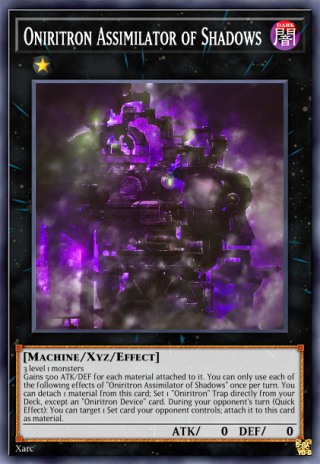 Oniritron Assimilator of Shadows
DARK
闇
[Machine/Xyz/Effect]
3 level 1 monsters
Gains 500 ATK/DEF for each material attached to it. You can only use each of
the following effects of "Oniritron Assimilator of Shadows" once per turn. You
can detach 1 material from this card; Set 1 "Oniritron" Trap directly from your
Deck, except an "Oniritron Device" card. During your opponent's turn (Quick
Effect): You can target 1 Set card your opponent controls; attach it to this card
as material.
ATK/ 0 DEF/ 0
Xarc